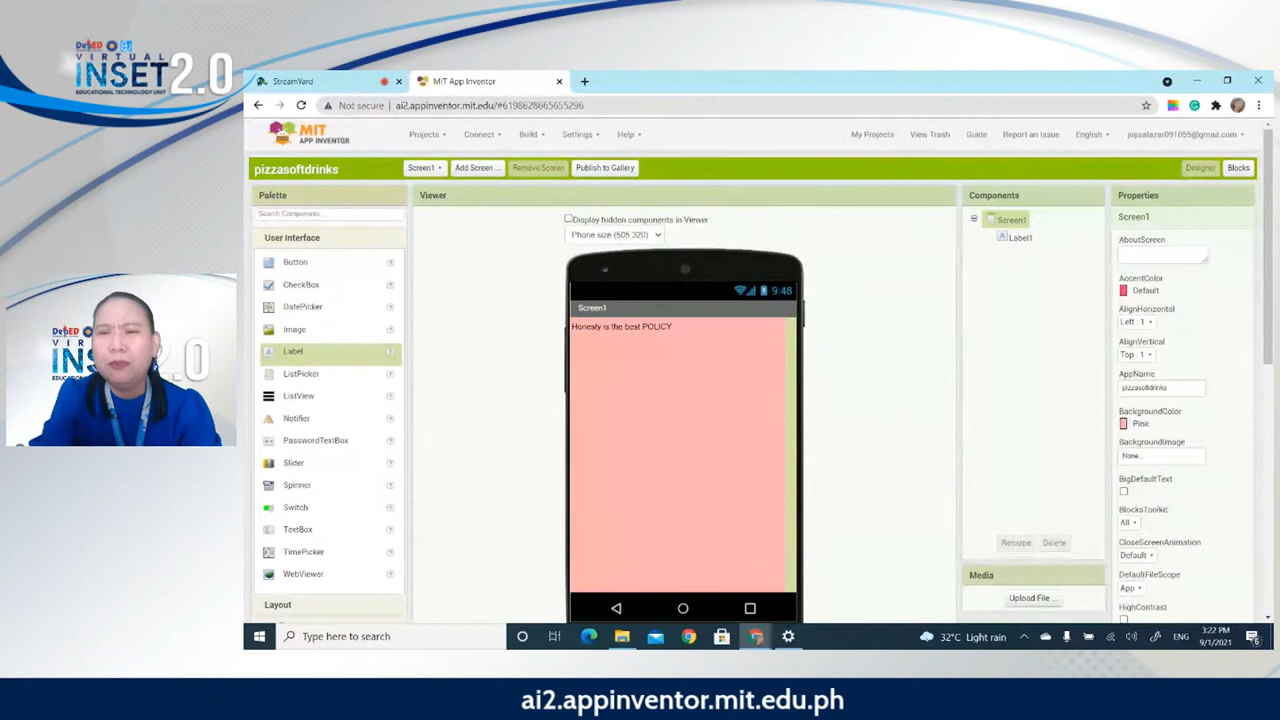 DepED
VIRTUAL
INSET 2.0
EDUCATIONAL TECHNOLOGY UNIT
StreamYard
MIT App Inventor
Not secure
ai2.appinventor.mit.edu/#6198628665655296
MIT
APP INVENTOR
Projects
Connect
Build
Settings
Help
My Projects
View Trash
Guide
Report an Issue
English
joysalazar091055@gmail.com
pizzasoftdrinks
Screen1
Add Screen ...
Remove Screen
Publish to Gallery
Designer
Blocks
Palette
Search Components...
User Interface
Button
CheckBox
DatePicker
Image
Label
ListPicker
ListView
Notifier
PasswordTextBox
Slider
Spinner
Switch
TextBox
TimePicker
WebViewer
Layout
Viewer
Display hidden components in Viewer
Phone size (505,320)
9:48
Screen1
Honesty is the best POLICY
Components
Screen1
Label1
Rename
Delete
Media
Upload File ...
Properties
Screen1
AboutScreen
AccentColor
Default
AlignHorizontal
Left : 1
AlignVertical
Top : 1
AppName
pizzasoftdrinks
BackgroundColor
Pink
BackgroundImage
None...
BigDefaultText
BlocksToolkit
All
CloseScreenAnimation
Default
DefaultFileScope
App
HighContrast
Type here to search
32°C Light rain
ENG
3:22 PM
9/1/2021
ai2.appinventor.mit.edu.ph